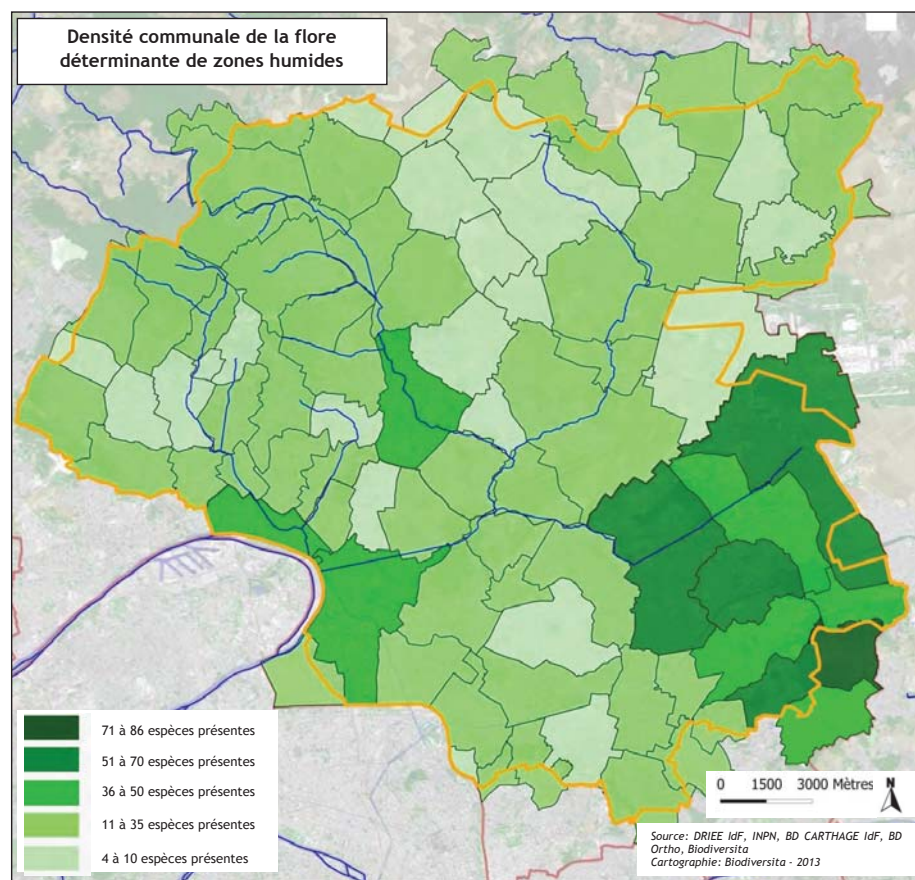 Densité communale de la flore
déterminante de zones humides
71 à 86 espèces présentes
51 à 70 espèces présentes
36 à 50 espèces présentes
11 à 35 espèces présentes
4 à 10 espèces présentes
0 1500 3000 Mètres
N
Source: DRIEE IdF, INPN, BD CARTHAGE IdF, BD
Ortho, Biodiversita
Cartographie: Biodiversita - 2013